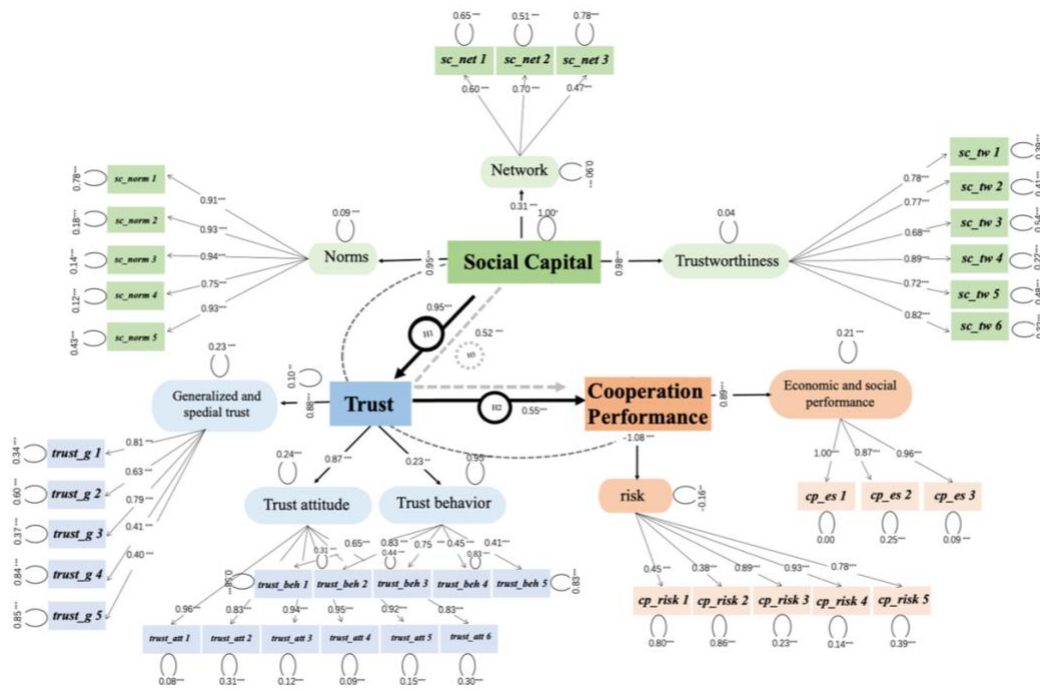 0.65 *** 0.51 *** 0.78 ***
sc_net 1 sc_net 2 sc_net 3
0.60 *** 0.70 *** 0.47 ***
Network
0.90 ***
0.31 *** 1.00
0.78 *** sc_norm 1
0.18 *** sc_norm 2
0.14 *** sc_norm 3
0.12 *** sc_norm 4
0.43 *** sc_norm 5
0.91 ***
0.93 ***
0.94 ***
0.75 ***
0.93 ***
0.09 ***
Norms
0.95 ***
Social Capital
0.98 ***
0.04
Trustworthiness
0.78 ***
0.77 ***
0.68 ***
0.89 ***
0.72 ***
0.82 ***
sc_tw 1
sc_tw 2 0.41
sc_tw 3
sc_tw 4
sc_tw 5
sc_tw 6
0.95 ***
H1
0.52 ***
H3
0.23 ***
Generalized and
spedial trust
0.10
0.88 ***
Trust
H2
0.55 ***
Cooperation
Performance
0.89 ***
0.21 ***
Economic and social
performance
1.00 *** 0.87 *** 0.96 ***
cp_es 1 cp_es 2 cp_es 3
0.00 0.25 *** 0.09 ***
-1.08 ***
risk
-0.16
0.45 *** 0.38 *** 0.89 *** 0.93 *** 0.78 ***
cp_risk 1 cp_risk 2 cp_risk 3 cp_risk 4 cp_risk 5
0.80 *** 0.86 *** 0.23 *** 0.14 *** 0.39 ***
0.34 *** trust_g 1
0.60 *** trust_g 2
0.37 *** trust_g 3
0.84 *** trust_g 4
0.85 *** trust_g 5
0.81 ***
0.63 ***
0.79 ***
0.41 ***
0.40 ***
0.87 *** 0.23
0.24 *** 0.95
Trust attitude Trust behavior
0.31 *** 0.65 *** 0.83 *** 0.44 *** 0.75 *** 0.45 *** 0.83 *** 0.41 ***
trust_beh 1 trust_beh 2 trust_beh 3 trust_beh 4 trust_beh 5 0.83 ***
0.96 *** 0.83 *** 0.94 *** 0.95 *** 0.92 *** 0.83 ***
trust_att 1 trust_att 2 trust_att 3 trust_att 4 trust_att 5 trust_att 6
0.08 *** 0.31 *** 0.12 *** 0.09 *** 0.15 *** 0.30 ***